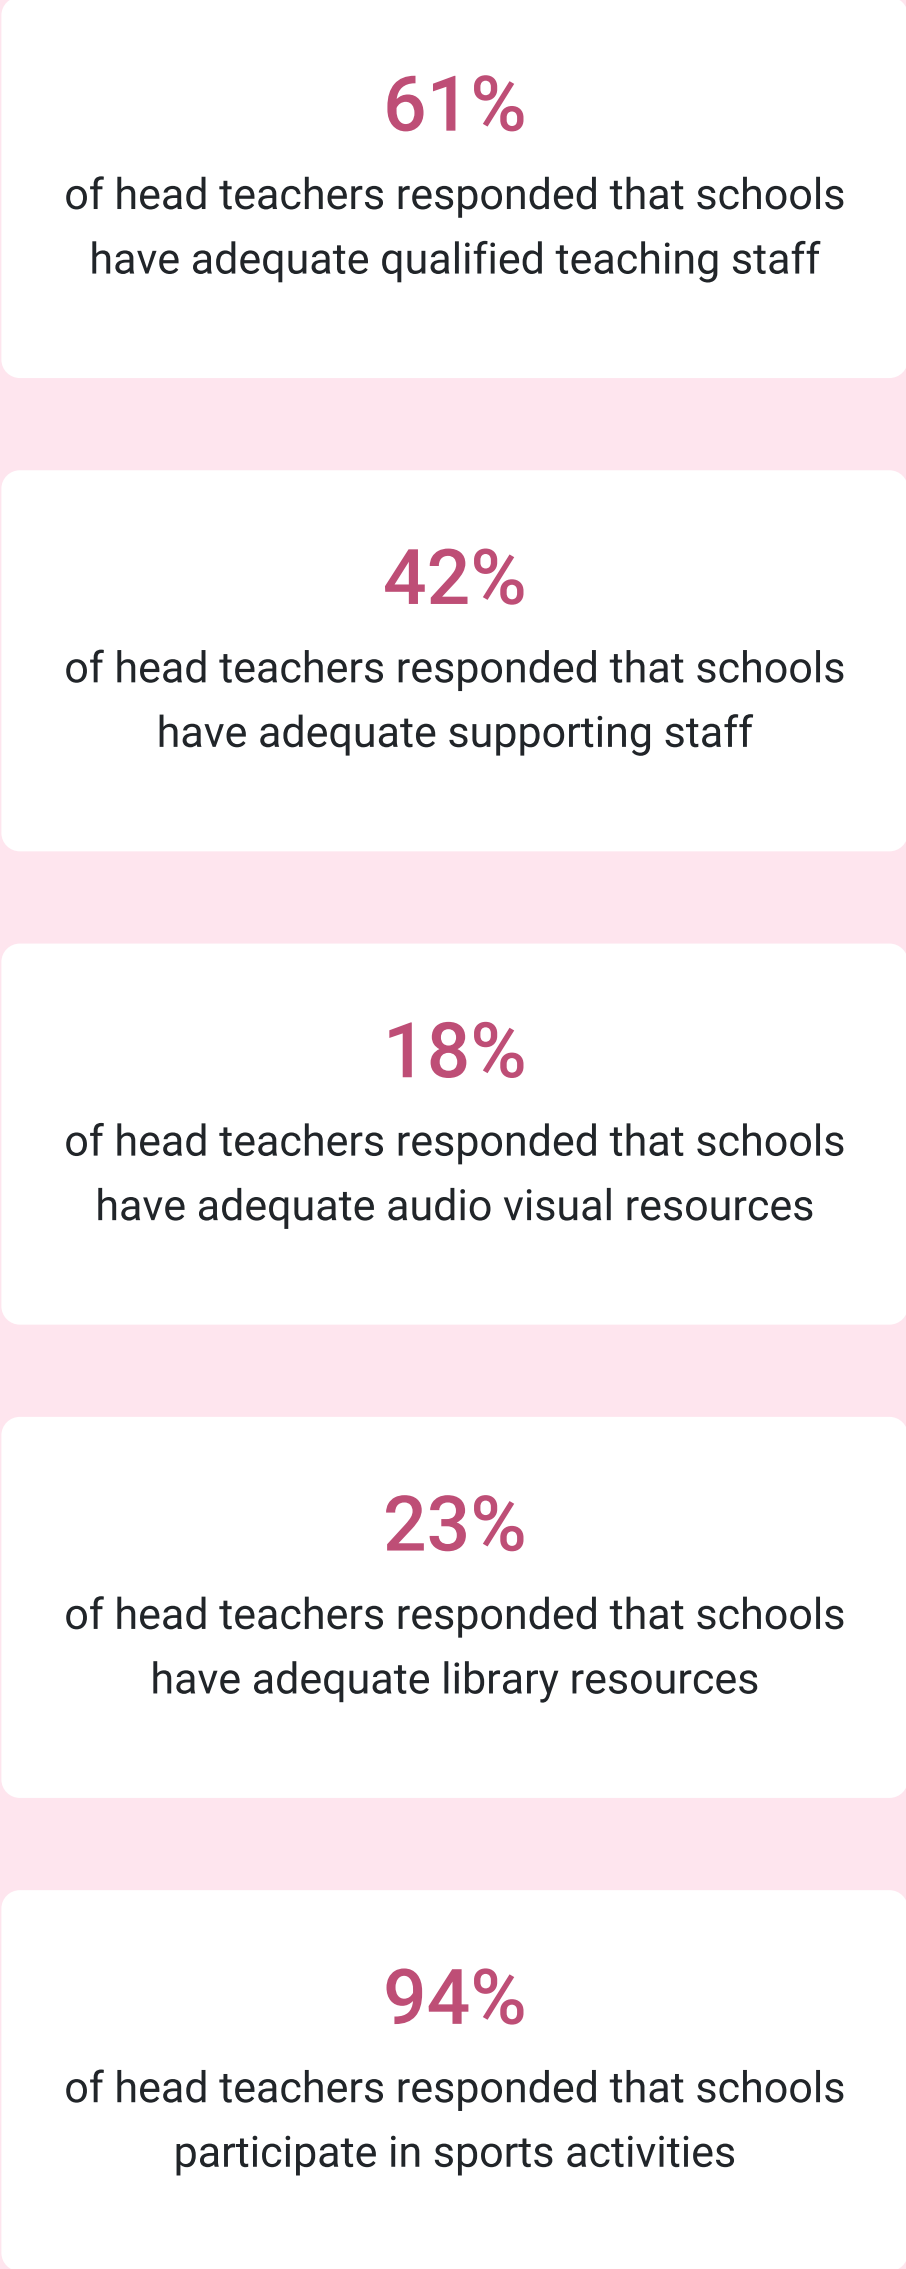 61%
of head teachers responded that schools
have adequate qualified teaching staff
42%
of head teachers responded that schools
have adequate supporting staff
18%
of head teachers responded that schools
have adequate audio visual resources
23%
of head teachers responded that schools
have adequate library resources
94%
of head teachers responded that schools
participate in sports activities